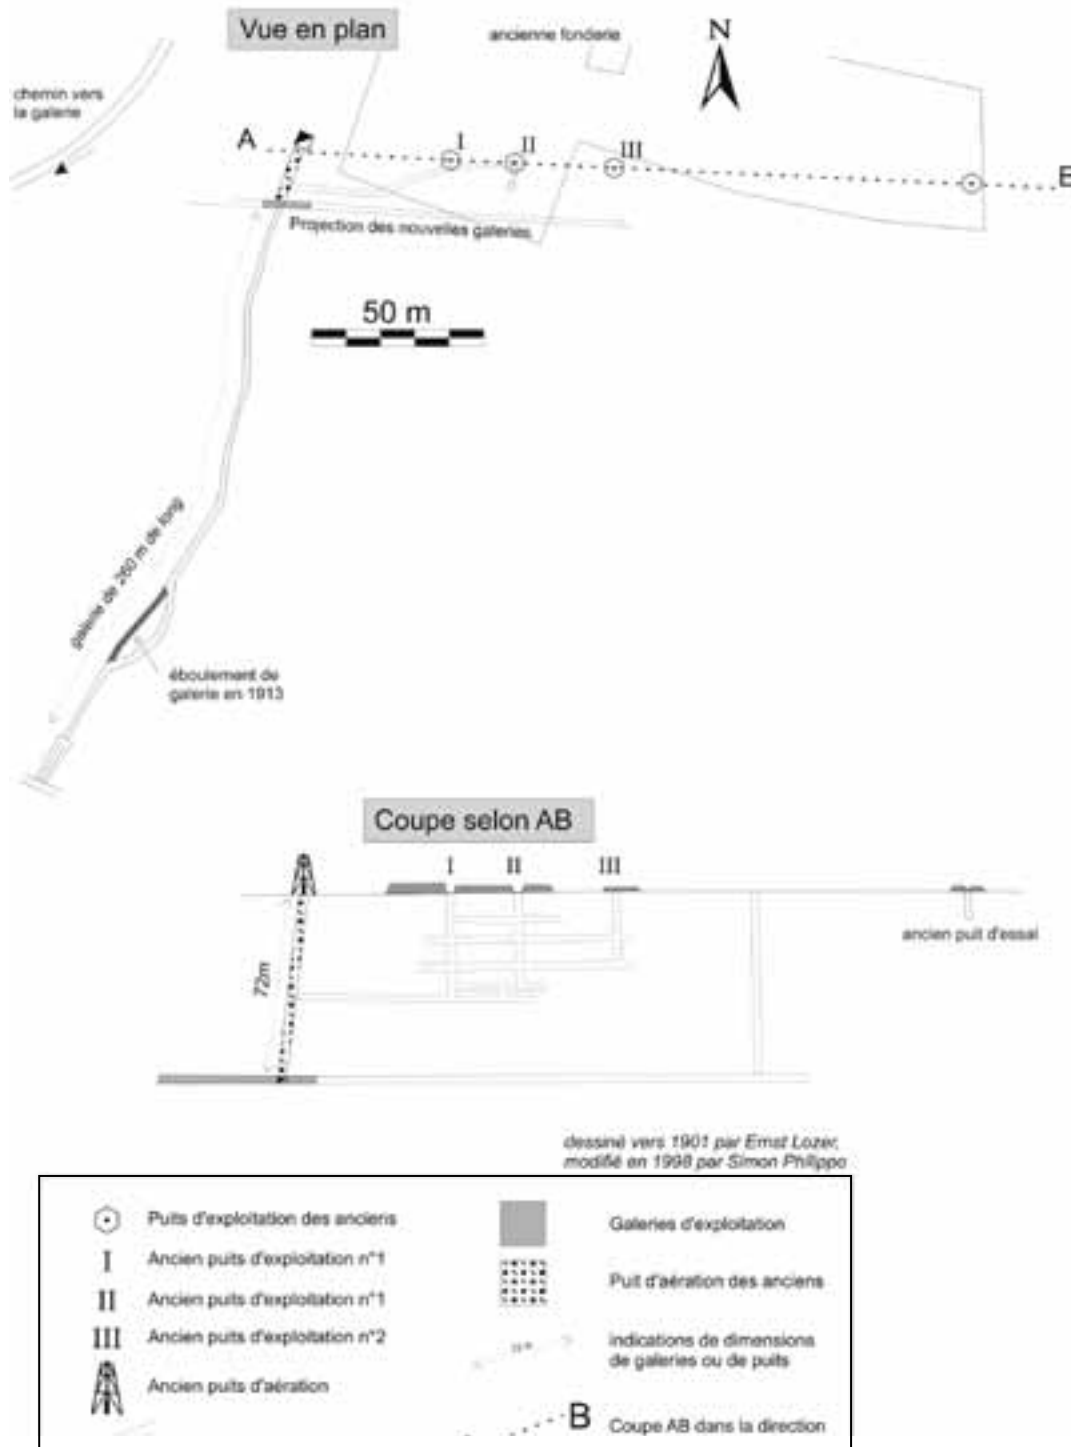 Vue en plan
ancienne fonderie
N
chemin vers
la galerie
A
I
II
III
B
Projection des nouvelles galeries
50 m
galerie de 260 m de long
éboulement de
galerie en 1913
Coupe selon AB
I
II
III
ancien puit d'essai
72m
dessiné vers 1901 par Ernst Lozer,
modifié en 1998 par Simon Philippo
Puits d'exploitation des anciens
I Ancien puits d'exploitation n°1
II Ancien puits d'exploitation n°1
III Ancien puits d'exploitation n°2
Ancien puits d'aération
Galeries d'exploitation
Puit d'aération des anciens
indications de dimensions
de galeries ou de puits
B Coupe AB dans la direction